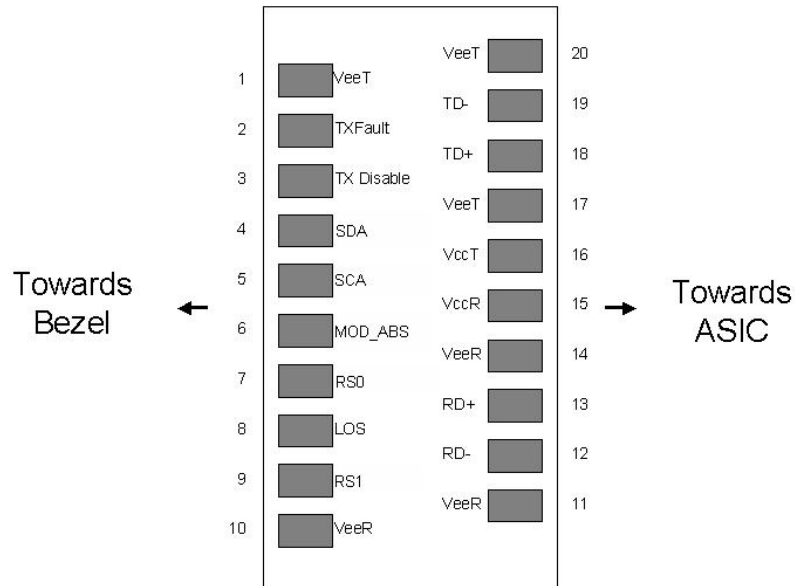 VeeT 20
1 VeeT
TD- 19
2 TXFault
TD+ 18
3 TX Disable
VeeT 17
4 SDA
VccT 16
5 SCA
Towards
Bezel
VccR 15
Towards
ASIC
6 MOD_ABS
VeeR 14
7 RS0
RD+ 13
8 LOS
RD- 12
9 RS1
VeeR 11
10 VeeR